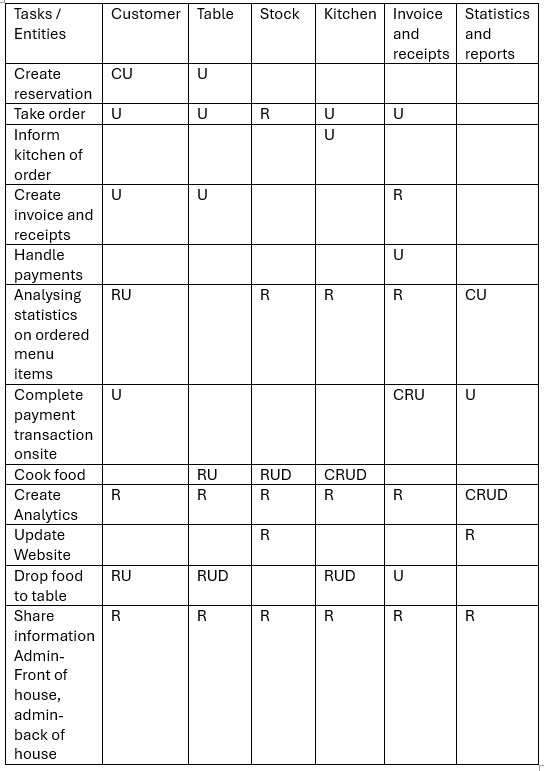 Tasks / Entities Customer Table Stock Kitchen Invoice and receipts Statistics and reports
Create reservation CU U
Take order U U R U U
Inform kitchen of order U
Create invoice and receipts U U R
Handle payments U
Analysing statistics on ordered menu items RU R R R CU
Complete payment transaction onsite U CRU U
Cook food RU RUD CRUD
Create Analytics R R R R R CRUD
Update Website R R
Drop food to table RU RUD RUD U
Share information Admin-Front of house, admin-back of house R R R R R R